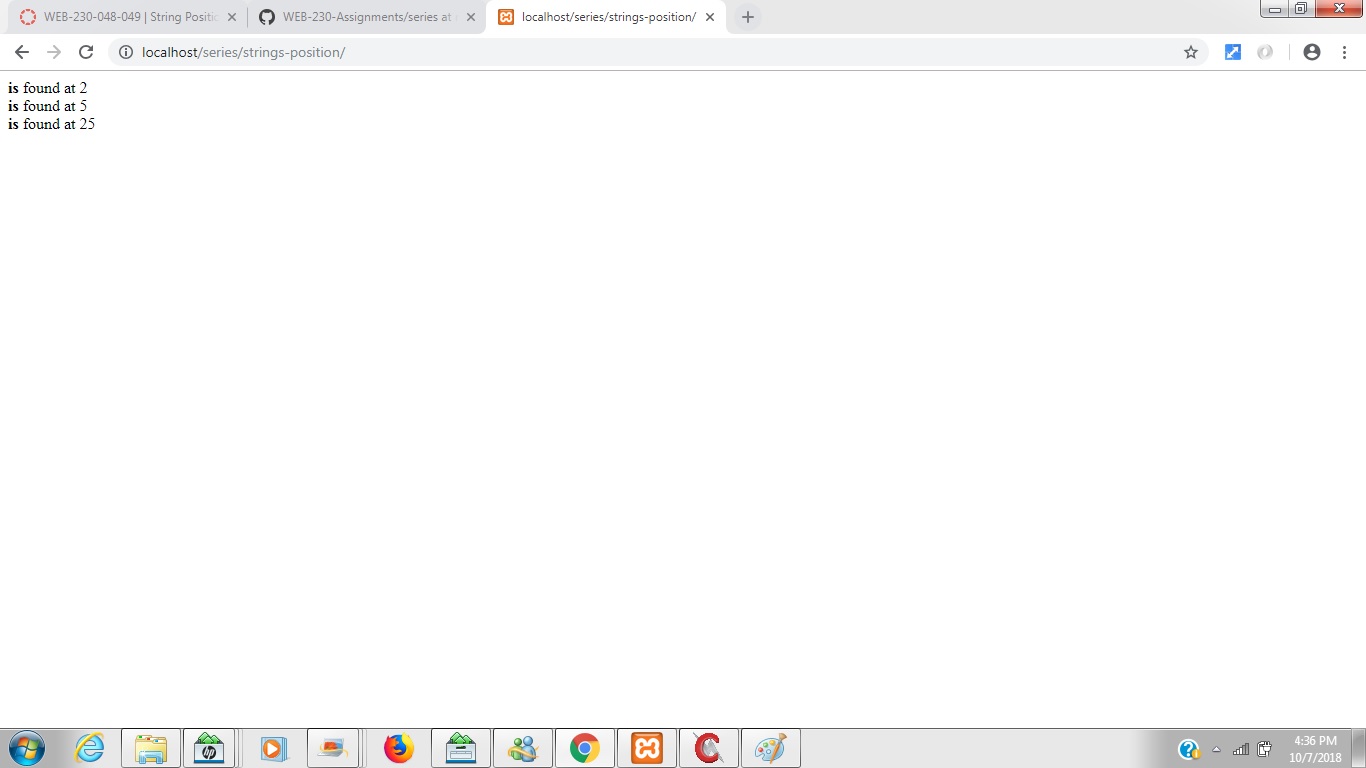 WEB-230-048-049 | String Positio
WEB-230-Assignments/series at
localhost/series/strings-position/
localhost/series/strings-position/
is found at 2
is found at 5
is found at 25
4:36 PM
10/7/2018